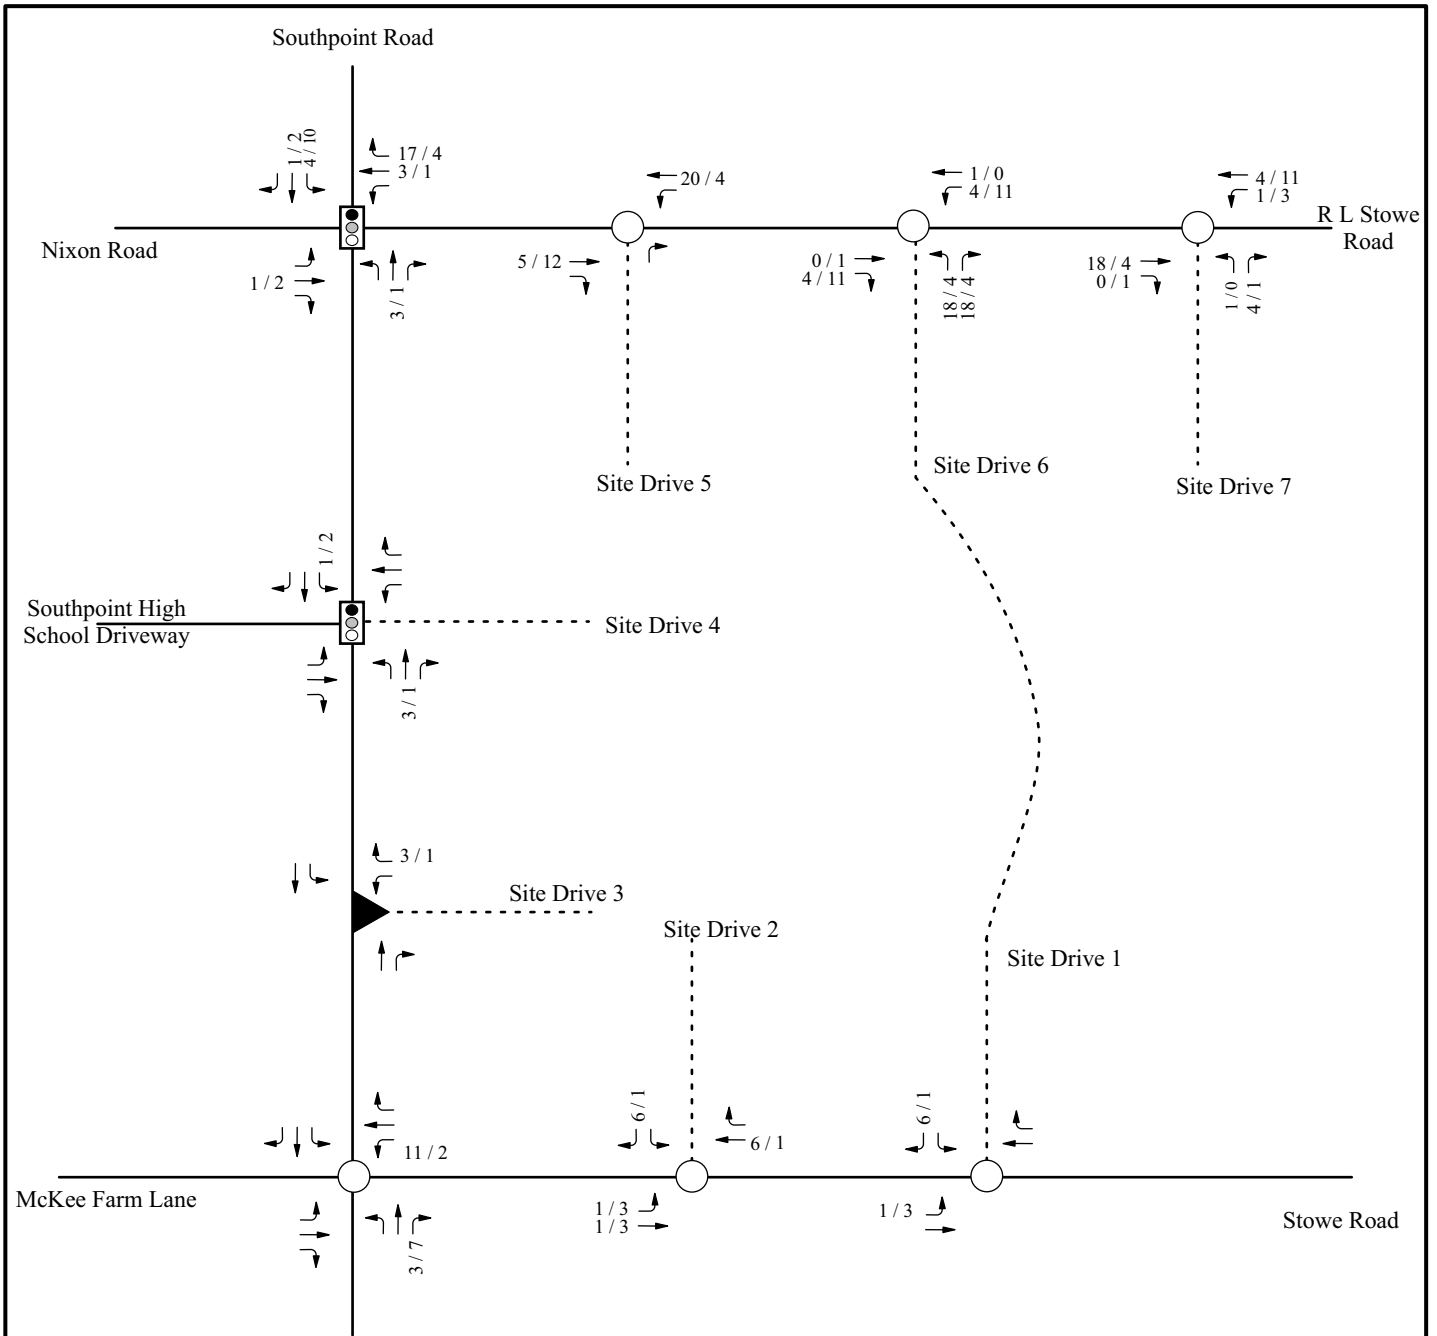 Southpoint Road
1 / 2
4 / 10
17 / 4
3 / 1
20 / 4
1 / 0
4 / 11
4 / 11
1 / 3
R L Stowe
Road
Nixon Road
1 / 2
3 / 1
5 / 12
0 / 1
4 / 11
18 / 4
18 / 4
18 / 4
0 / 1
1 / 0
4 / 1
Site Drive 5
Site Drive 6
Site Drive 7
1 / 2
Southpoint High
School Driveway
Site Drive 4
3 / 1
3 / 1
Site Drive 3
Site Drive 2
Site Drive 1
11 / 2
6 / 1
6 / 1
6 / 1
McKee Farm Lane
3 / 7
1 / 3
1 / 3
1 / 3
Stowe Road